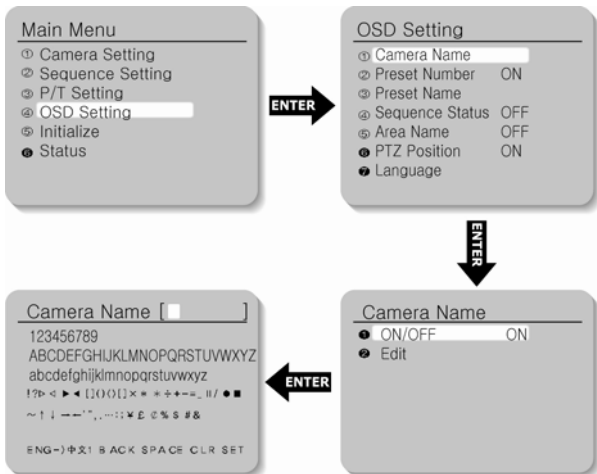 Main Menu
① Camera Setting
② Sequence Setting
③ P/T Setting
④ OSD Setting
⑤ Initialize
❻ Status
ENTER
OSD Setting
① Camera Name
② Preset Number ON
③ Preset Name
④ Sequence Status OFF
⑤ Area Name OFF
❻ PTZ Position ON
❼ Language
ENTER
Camera Name
❶ ON/OFF ON
❷ Edit
ENTER
Camera Name [ ]
123456789
ABCDEFGHIJKLMNOPQRSTUVWXYZ
abcdefghijklmnopqrstuvwxyz
!?▷◁▶◀[]()⟨⟩{}×*∗÷+−=_॥/●■
~↑↓→←'",.…:;¥£¢%$#&
ENG-)中文1 BACK SPACE CLR SET